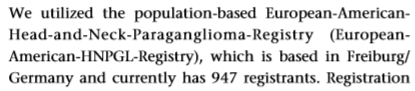 We utilized the population-based European-American-
Head-and-Neck-Paraganglioma-Registry (European-
American-HNPGL-Registry), which is based in Freiburg/
Germany and currently has 947 registrants. Registration